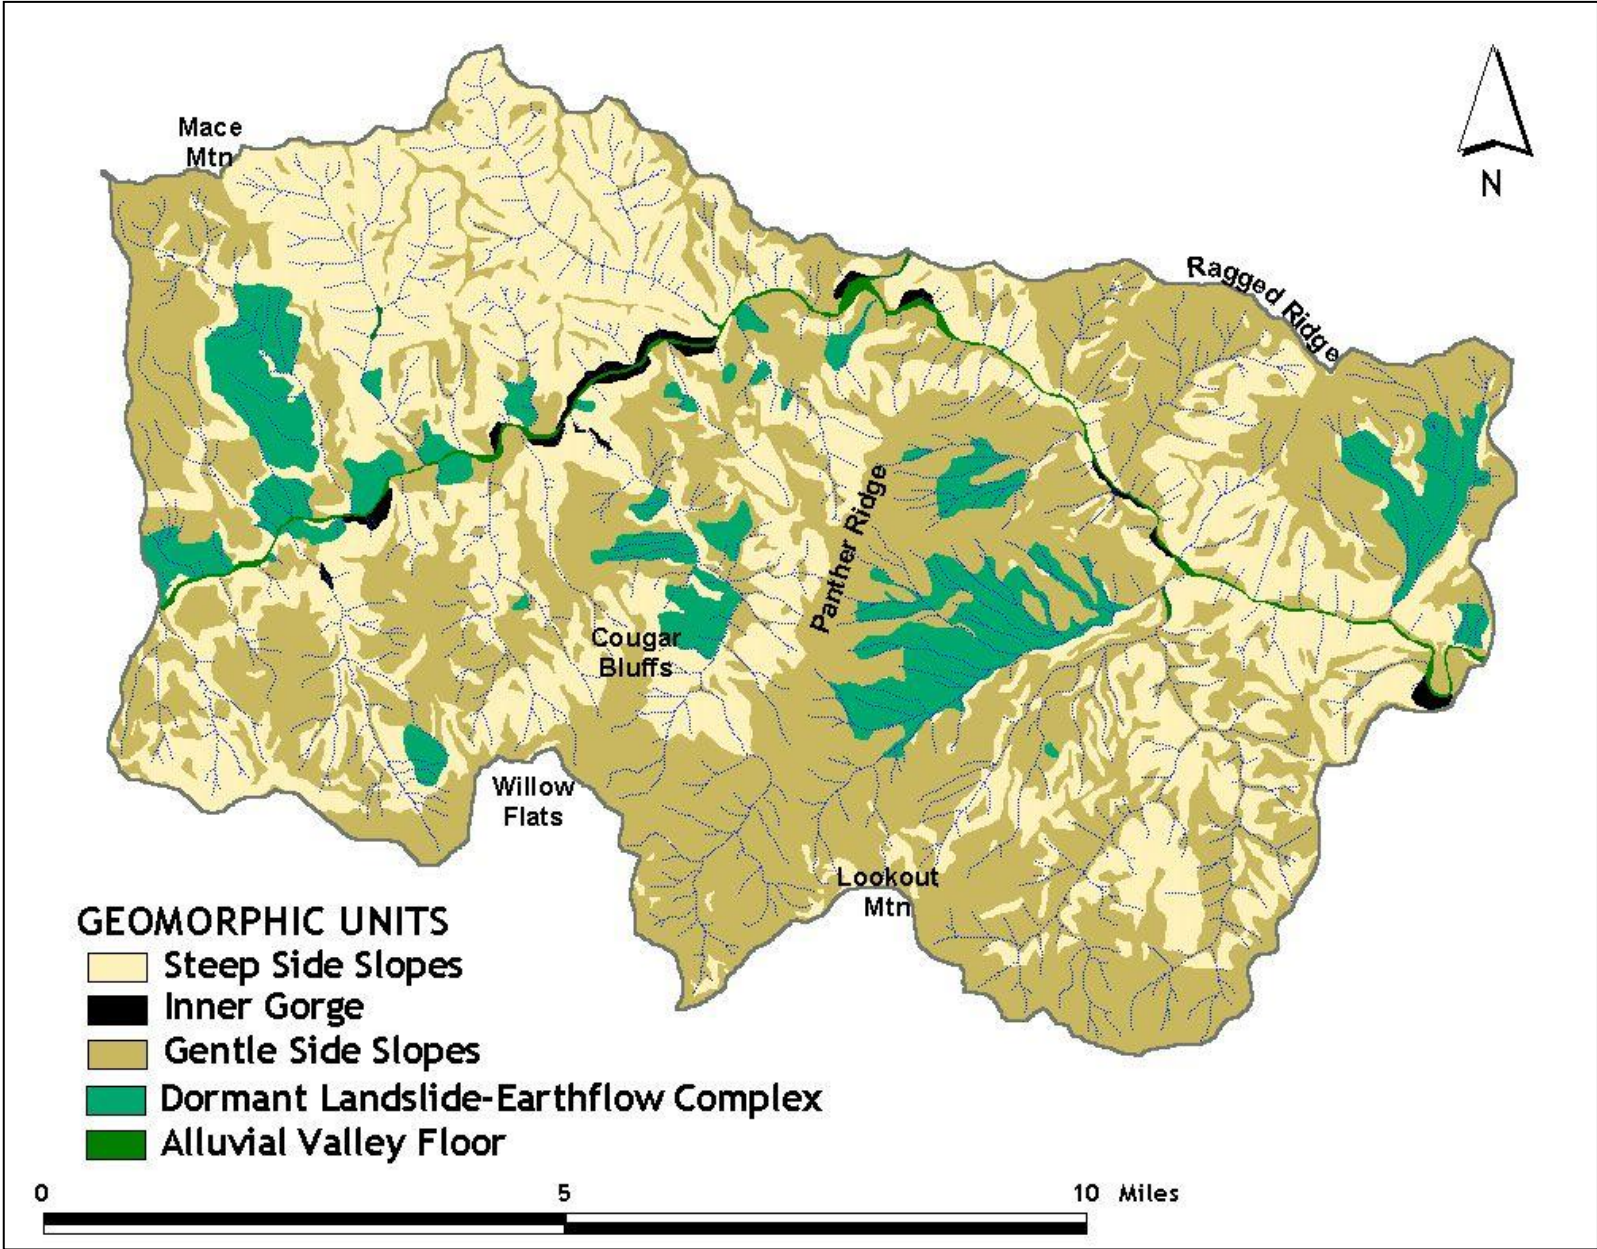 Mace
Mtn
N
Ragged Ridge
Panther Ridge
Cougar
Bluffs
Willow
Flats
Lookout
Mtn
GEOMORPHIC UNITS
Steep Side Slopes
Inner Gorge
Gentle Side Slopes
Dormant Landslide-Earthflow Complex
Alluvial Valley Floor
0 5 10 Miles